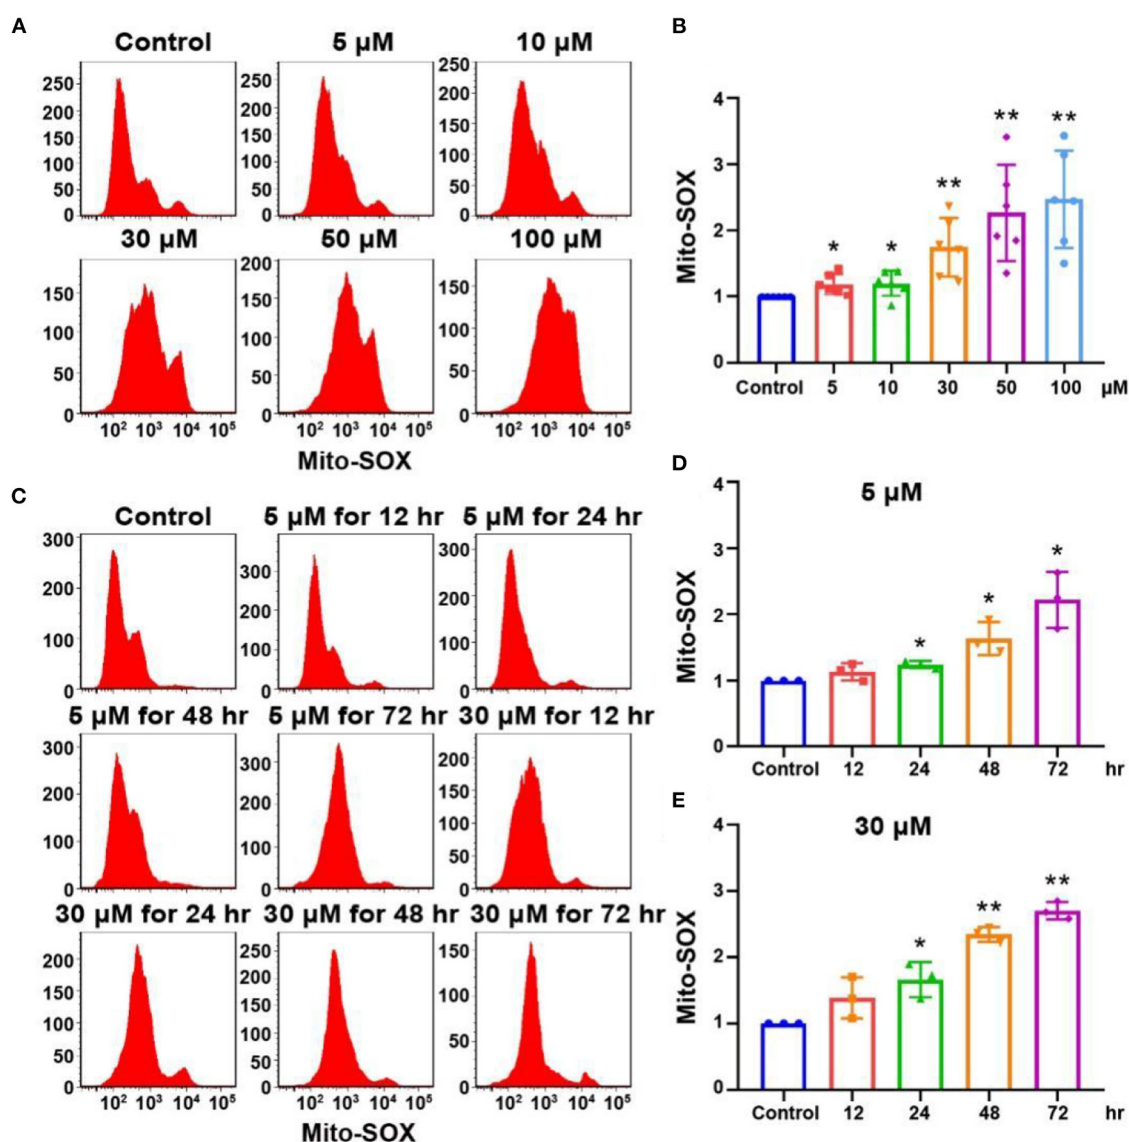 A
Control 5 µM 10 µM
250 250 250
200 200 200
150 150 150
100 100 100
50 50 50
0 0 0
30 µM 50 µM 100 µM
150 200 150
100 150 100
50 100 50
0 50 0
0
10² 10³ 10⁴ 10⁵ 10² 10³ 10⁴ 10⁵ 10² 10³ 10⁴ 10⁵
Mito-SOX
B
Mito-SOX
4
3
2
1
0
* * ** ** **
Control 5 10 30 50 100 µM
C
Control 5 µM for 12 hr 5 µM for 24 hr
300 300 300
200 200 200
100 100 100
0 0 0
5 µM for 48 hr 5 µM for 72 hr 30 µM for 12 hr
300 300 200
200 200 150
100 100 100
0 0 50
0
30 µM for 24 hr 30 µM for 48 hr 30 µM for 72 hr
200 250 150
150 200 100
100 150 50
50 100 0
0 50
0
10² 10³ 10⁴ 10⁵ 10² 10³ 10⁴ 10⁵ 10² 10³ 10⁴ 10⁵
Mito-SOX
D
5 µM
Mito-SOX
4
3
2
1
0
* * *
Control 12 24 48 72 hr
E
30 µM
Mito-SOX
4
3
2
1
0
* ** **
Control 12 24 48 72 hr